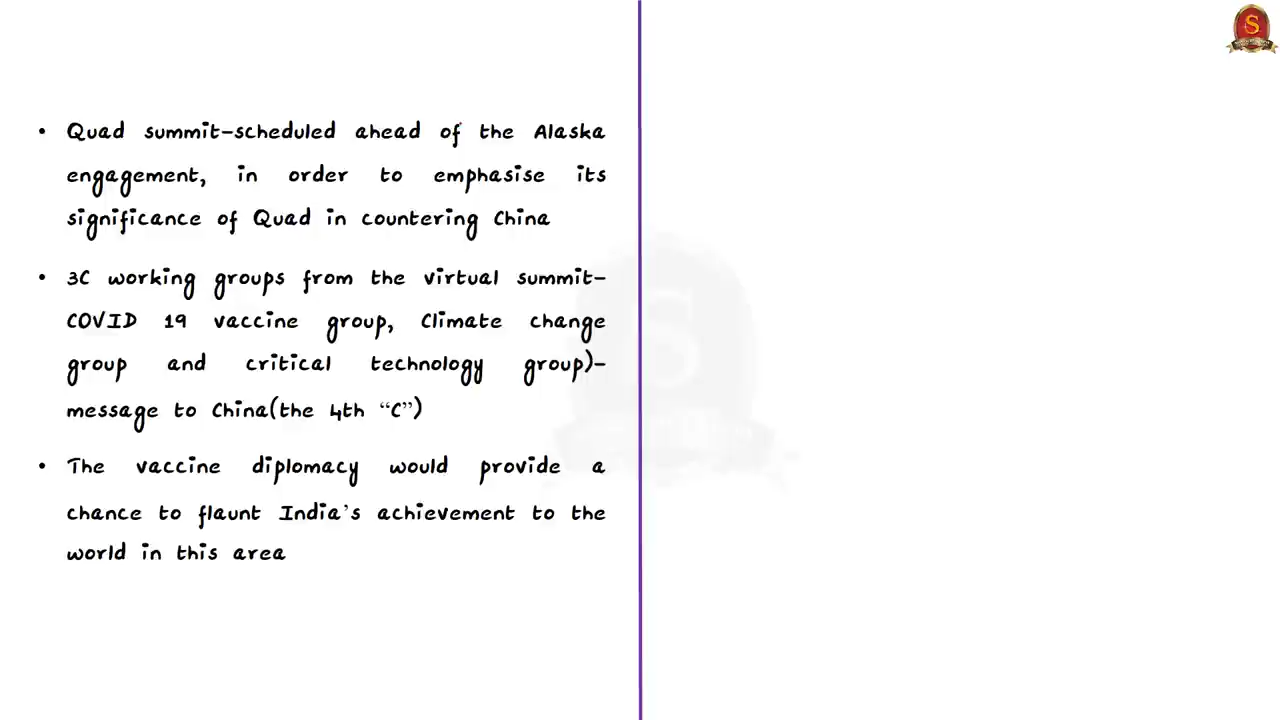 • Quad summit-scheduled ahead of the Alaska
engagement, in order to emphasise its
significance of Quad in countering China
• 3C working groups from the virtual summit-
COVID 19 vaccine group, Climate change
group and critical technology group)-
message to China(the 4th “C”)
• The vaccine diplomacy would provide a
chance to flaunt India’s achievement to the
world in this area
S